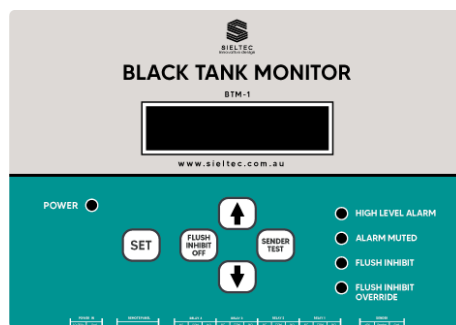 SIELTEC
BLACK TANK MONITOR
BTM-1
www.sieltec.com.au
POWER
SET
FLUSH
INHIBIT
OFF
SENDER
TEST
HIGH LEVEL ALARM
ALARM MUTED
FLUSH INHIBIT
FLUSH INHIBIT
OVERRIDE